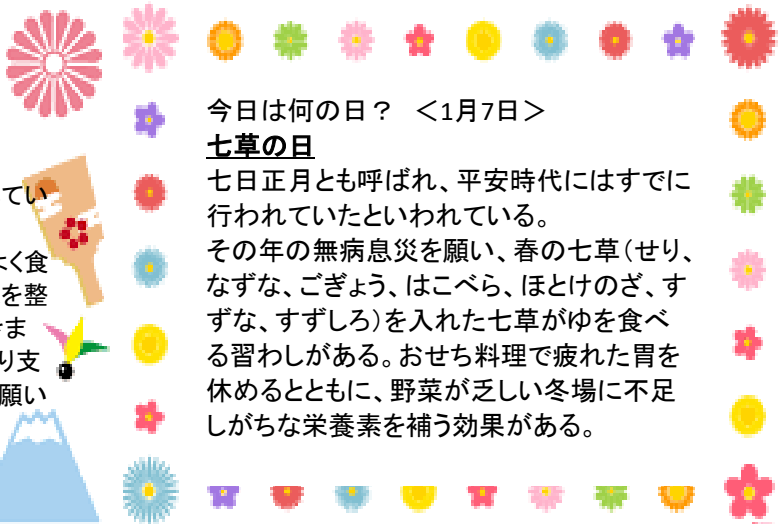 てい
く食
を整
ま
り支
願い
今日は何の日？　＜1月7日＞
七草の日
七日正月とも呼ばれ、平安時代にはすでに
行われていたといわれている。
その年の無病息災を願い、春の七草（せり、
なずな、ごぎょう、はこべら、ほとけのざ、す
ずな、すずしろ）を入れた七草がゆを食べ
る習わしがある。おせち料理で疲れた胃を
休めるとともに、野菜が乏しい冬場に不足
しがちな栄養素を補う効果がある。